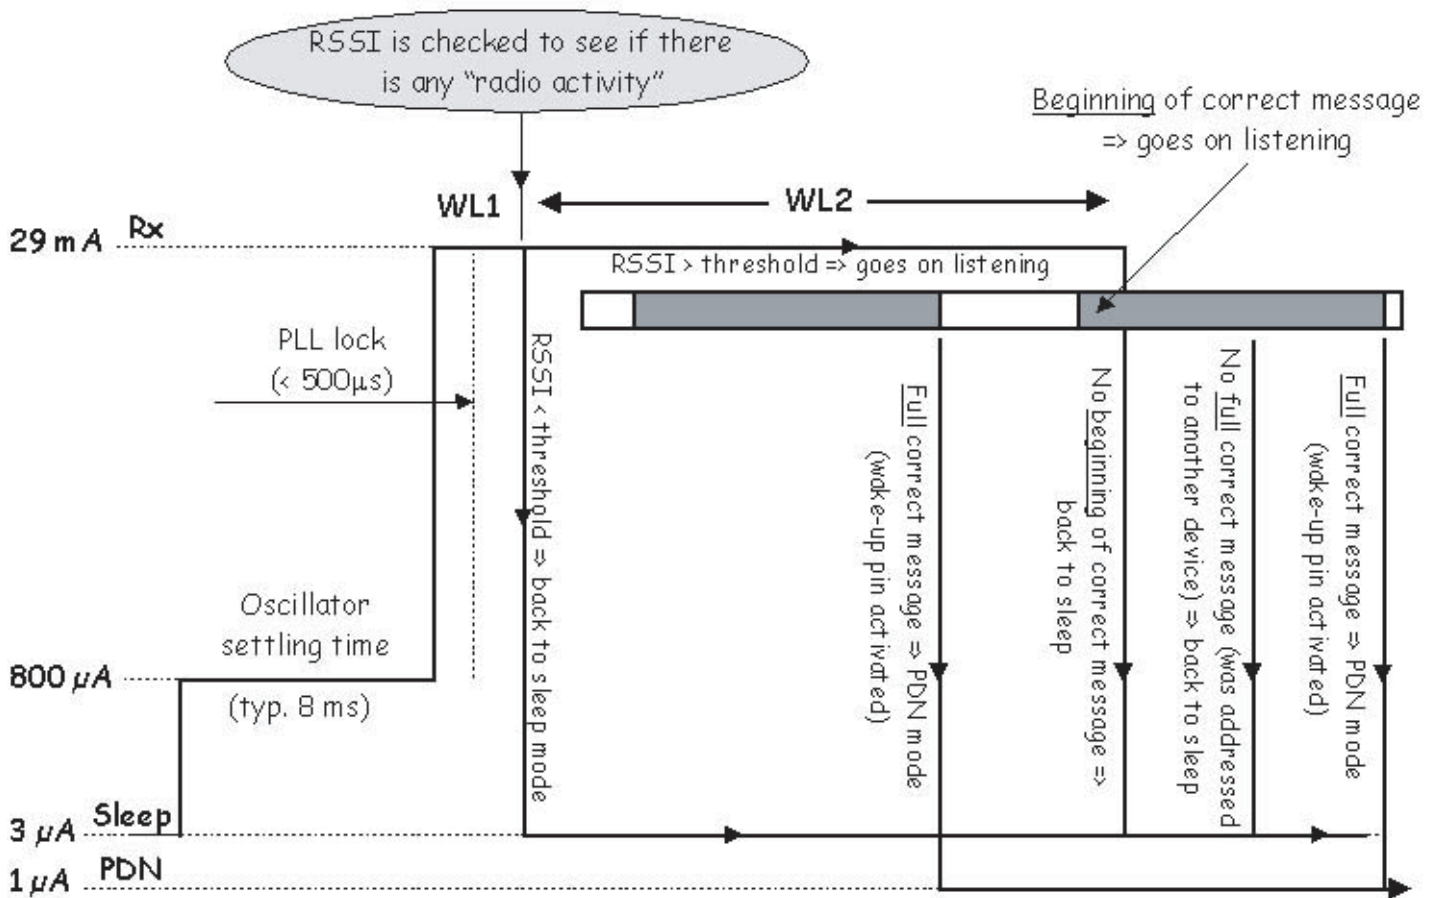 RSSI is checked to see if there
is any “radio activity”
Beginning of correct message
=> goes on listening
WL1
WL2
29 mA
Rx
RSSI > threshold => goes on listening
PLL lock
(< 500µs)
RSSI < threshold => back to sleep mode
Full correct message => PDN mode
(wake-up pin activated)
No beginning of correct message =>
back to sleep
No full correct message (was addressed
to another device) => back to sleep
Full correct message => PDN mode
(wake-up pin activated)
Oscillator
settling time
(typ. 8 ms)
800 µA
3 µA
Sleep
1 µA
PDN